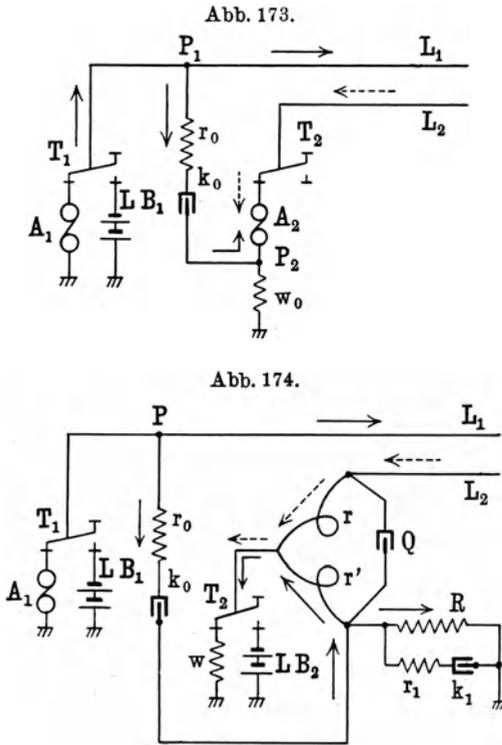 Abb. 173.
P₁ L₁
L₂
T₁ r₀ T₂
k₀
A₁ L B₁ A₂
P₂
w₀
Abb. 174.
P L₁
L₂
T₁ r₀ r Q
A₁ L B₁ k₀ r'
T₂ R
w L B₂ r₁ k₁